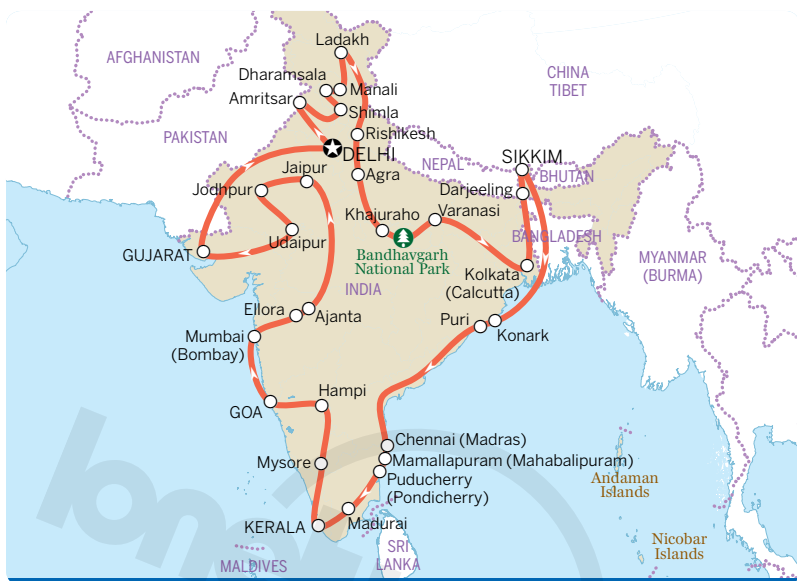 Ladakh
AFGHANISTAN
CHINA
TIBET
Dharamsala
Manali
Amritsar
Shimla
PAKISTAN
Rishikesh
DELHI
NEPAL
SIKKIM
Jaipur
Agra
BHUTAN
Jodhpur
Darjeeling
Khajuraho
Varanasi
Udaipur
BANGLADESH
GUJARAT
Bandhavgarh
National Park
MYANMAR
(BURMA)
Kolkata
(Calcutta)
INDIA
Ellora
Ajanta
Puri
Konark
Mumbai
(Bombay)
Hampi
GOA
Chennai (Madras)
Mamallapuram (Mahabalipuram)
Mysore
Puducherry
(Pondicherry)
Andaman
Islands
KERALA
Madurai
SRI
LANKA
Nicobar
Islands
MALDIVES
lonel